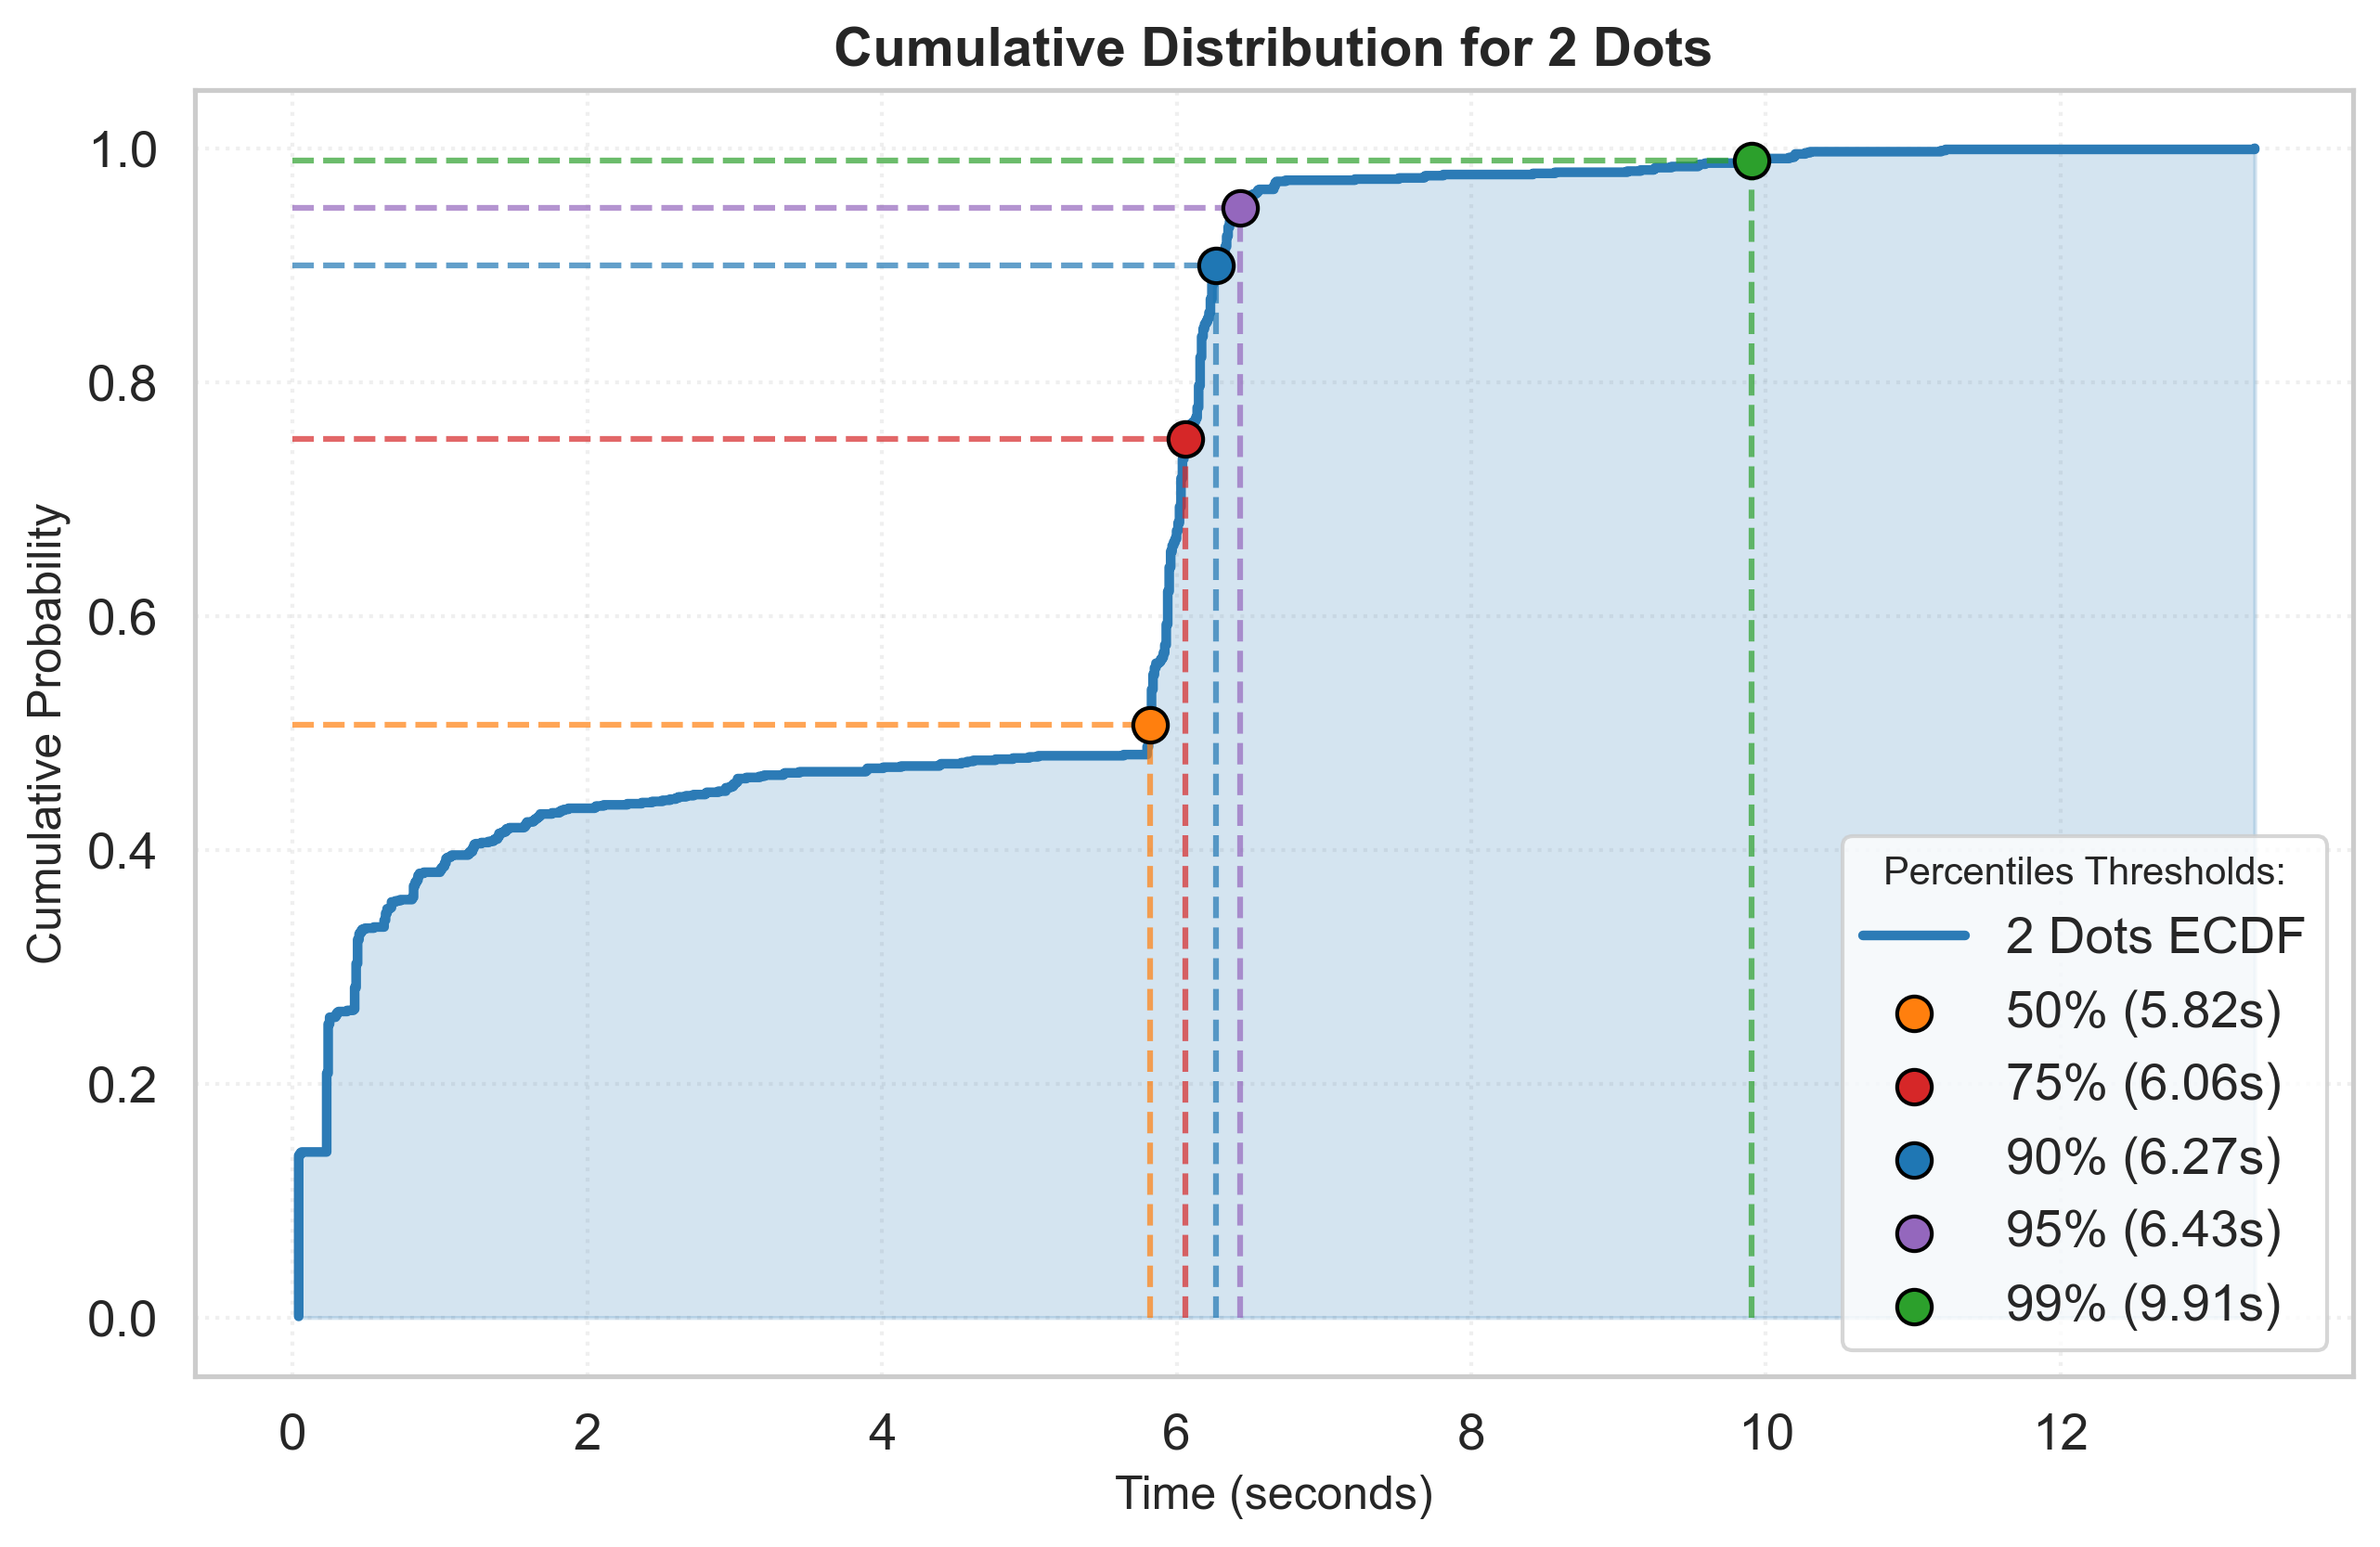 Cumulative Distribution for 2 Dots
Cumulative Probability
1.0
0.8
0.6
0.4
0.2
0.0
0 2 4 6 8 10 12
Time (seconds)
Percentiles Thresholds:
2 Dots ECDF
50% (5.82s)
75% (6.06s)
90% (6.27s)
95% (6.43s)
99% (9.91s)